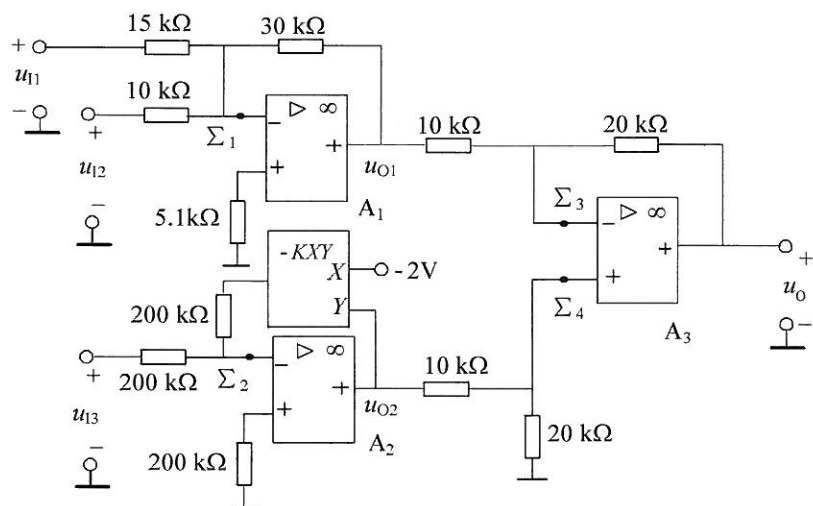 15 kΩ
30 kΩ
+
u_I1
10 kΩ
−
▷ ∞
10 kΩ
20 kΩ
+
Σ1
−
+
u_I2
+
u_O1
Σ3
▷ ∞
5.1kΩ
A1
−
−
+
+
-KXY
X
-2V
+
u_O
Y
Σ4
A3
−
200 kΩ
▷ ∞
10 kΩ
+
200 kΩ
Σ2
−
+
u_I3
+
u_O2
20 kΩ
−
200 kΩ
A2